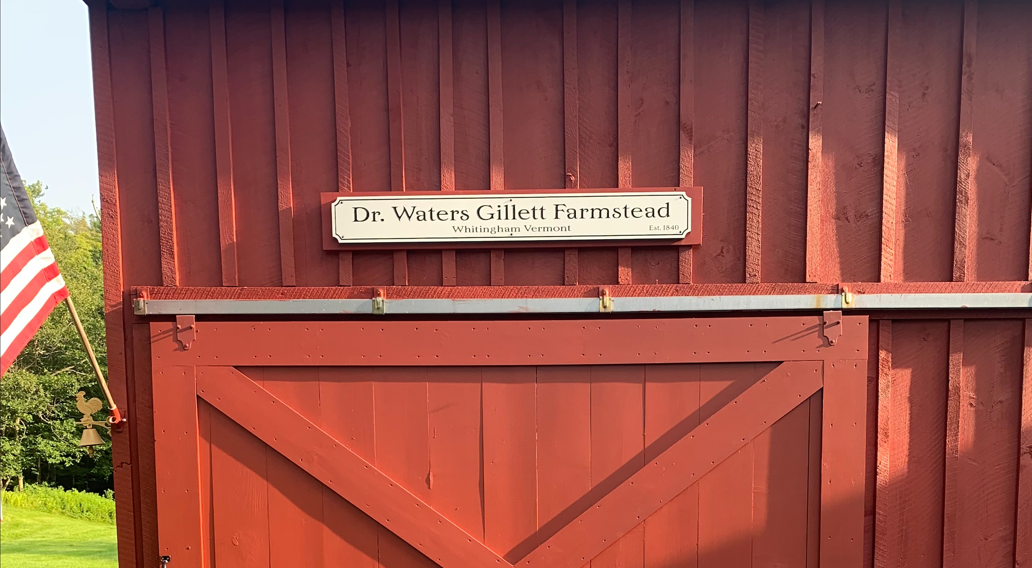 Dr. Waters Gillett Farmstead
Whitingham Vermont
Est. 1840